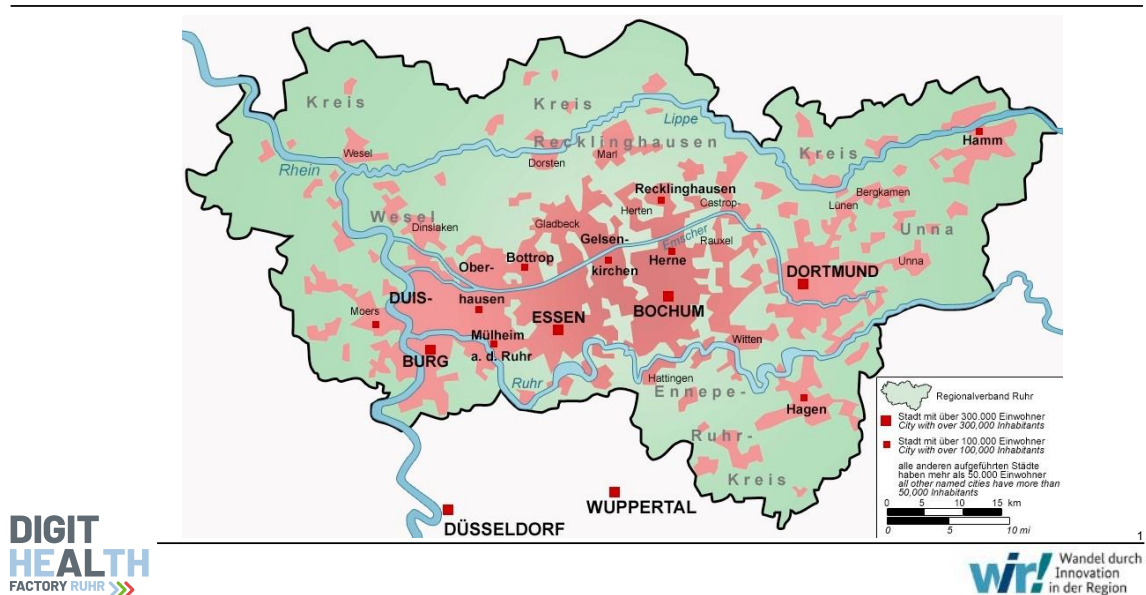 Kreis
Kreis
Recklinghausen
Lippe
Kreis
Hamm
Wesel
Rhein
Dorsten
Marl
Recklinghausen
Herten
Castrop-
Rauxel
Bergkamen
Lünen
Unna
Unna
Wesel
Dinslaken
Gladbeck
Gelsen-
kirchen
Emscher
Herne
Bottrop
Ober-
hausen
DORTMUND
DUIS-
BURG
Moers
ESSEN
BOCHUM
Mülheim
a. d. Ruhr
Witten
Ruhr
Hattingen
Ennepe-
Ruhr-
Kreis
Hagen
WUPPERTAL
DÜSSELDORF
Regionalverband Ruhr
Stadt mit über 300.000 Einwohner
City with over 300,000 Inhabitants
Stadt mit über 100.000 Einwohner
City with over 100,000 Inhabitants
alle anderen aufgeführten Städte
haben mehr als 50.000 Einwohner
all other named cities have more than
50,000 Inhabitants
0 5 10 15 km
0 5 10 mi
1
DIGIT
HEALTH
FACTORY RUHR
wir! Wandel durch
Innovation
in der Region